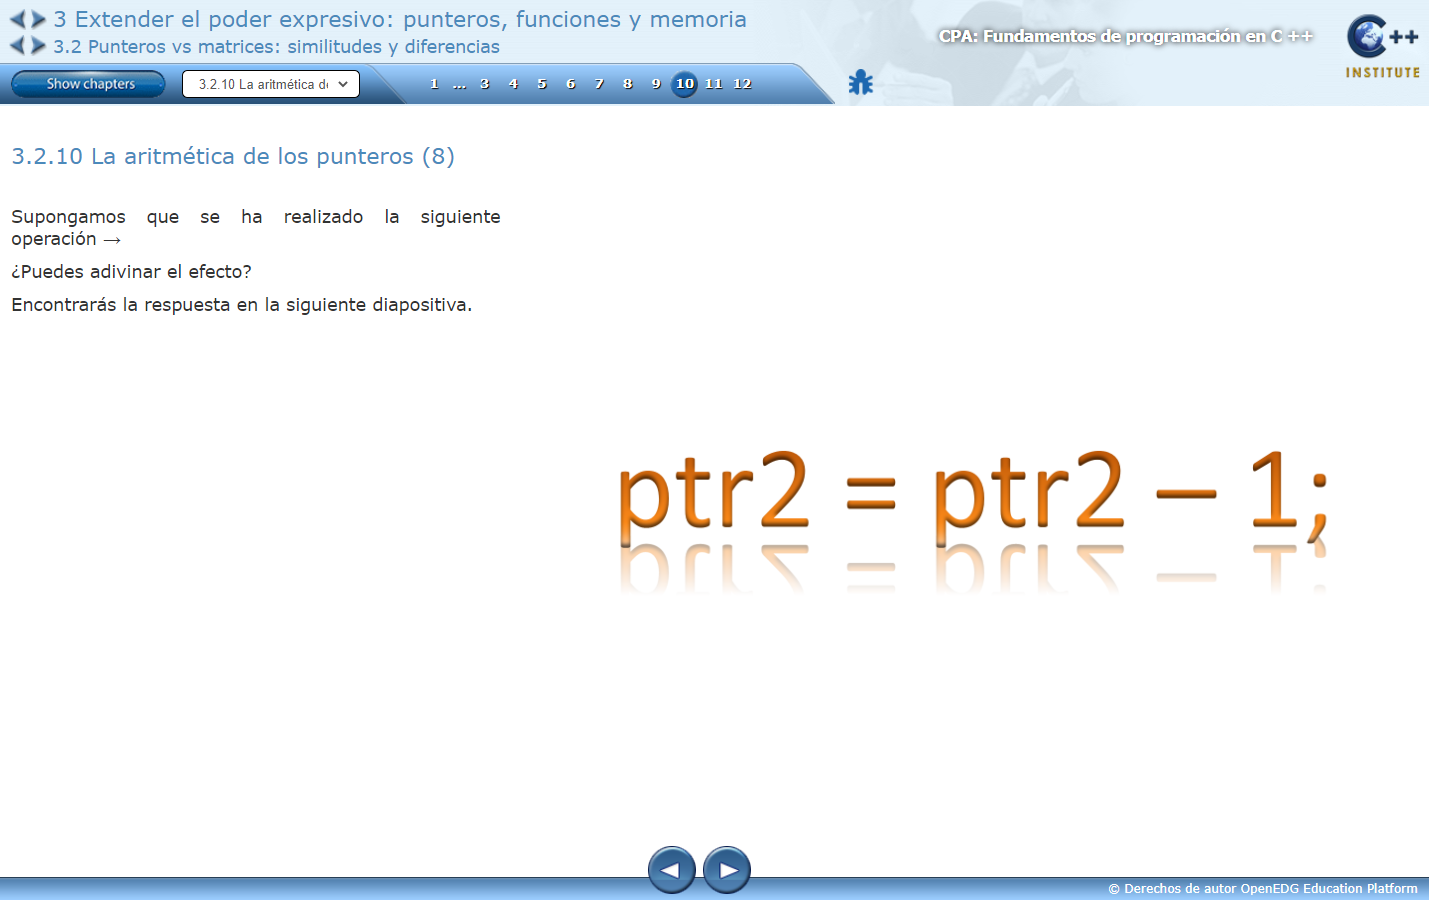 3 Extender el poder expresivo: punteros, funciones y memoria
3.2 Punteros vs matrices: similitudes y diferencias
CPA: Fundamentos de programación en C ++
C++
INSTITUTE
Show chapters
3.2.10 La aritmética de
1 ... 3 4 5 6 7 8 9 10 11 12
3.2.10 La aritmética de los punteros (8)
Supongamos que se ha realizado la siguiente
operación →
¿Puedes adivinar el efecto?
Encontrarás la respuesta en la siguiente diapositiva.
ptr2 = ptr2 − 1;
© Derechos de autor OpenEDG Education Platform